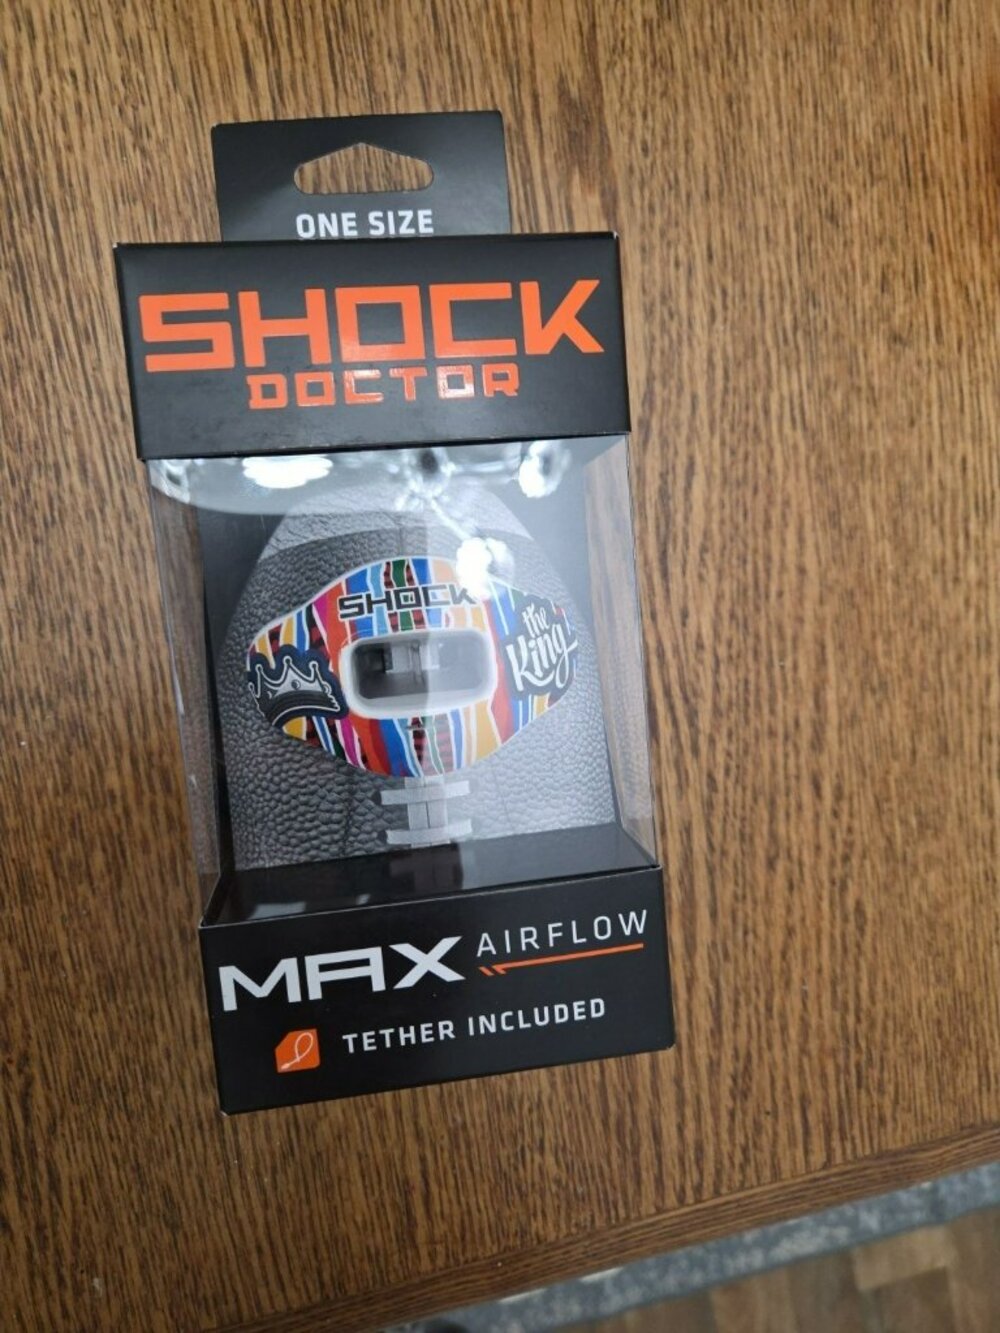 ONE SIZE
SHOCK
DOCTOR
SHOCK
the
King
MAX AIRFLOW
TETHER INCLUDED